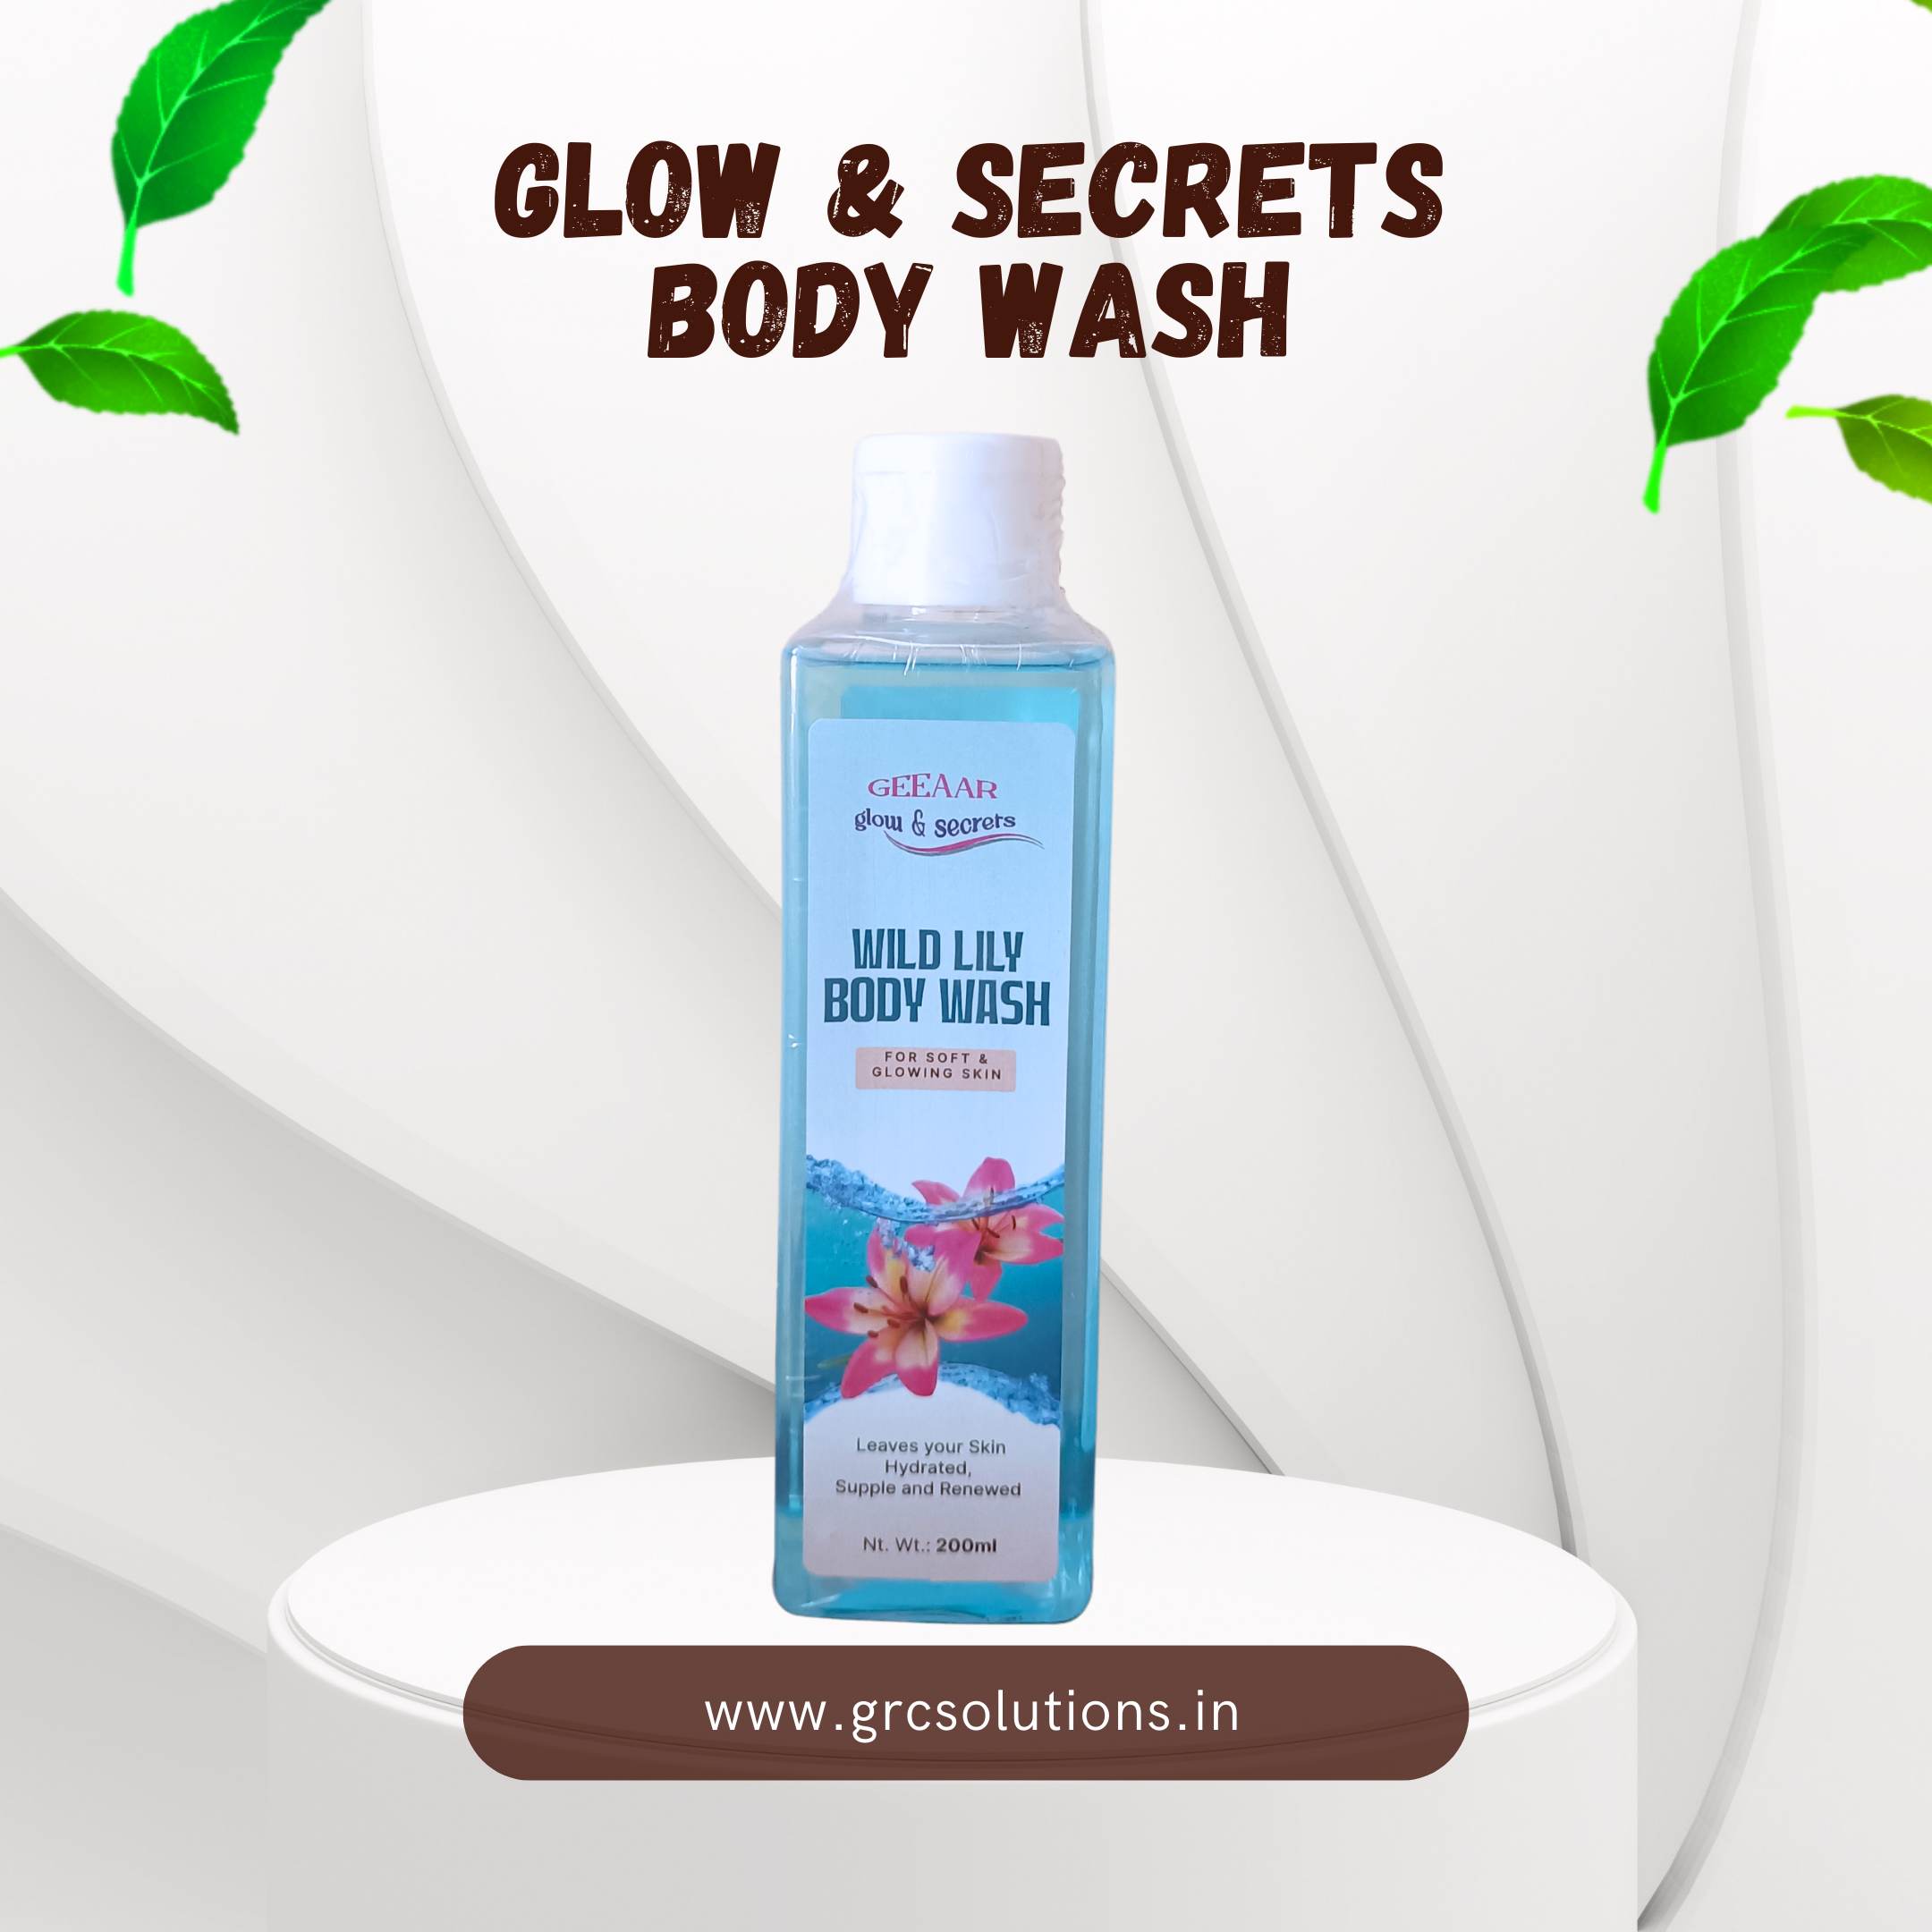 GLOW & SECRETS
BODY WASH
GEEAAR
glow & secrets
WILD LILY
BODY WASH
FOR SOFT &
GLOWING SKIN
Leaves your Skin
Hydrated,
Supple and Renewed
Nt. Wt.: 200ml
www.grcsolutions.in